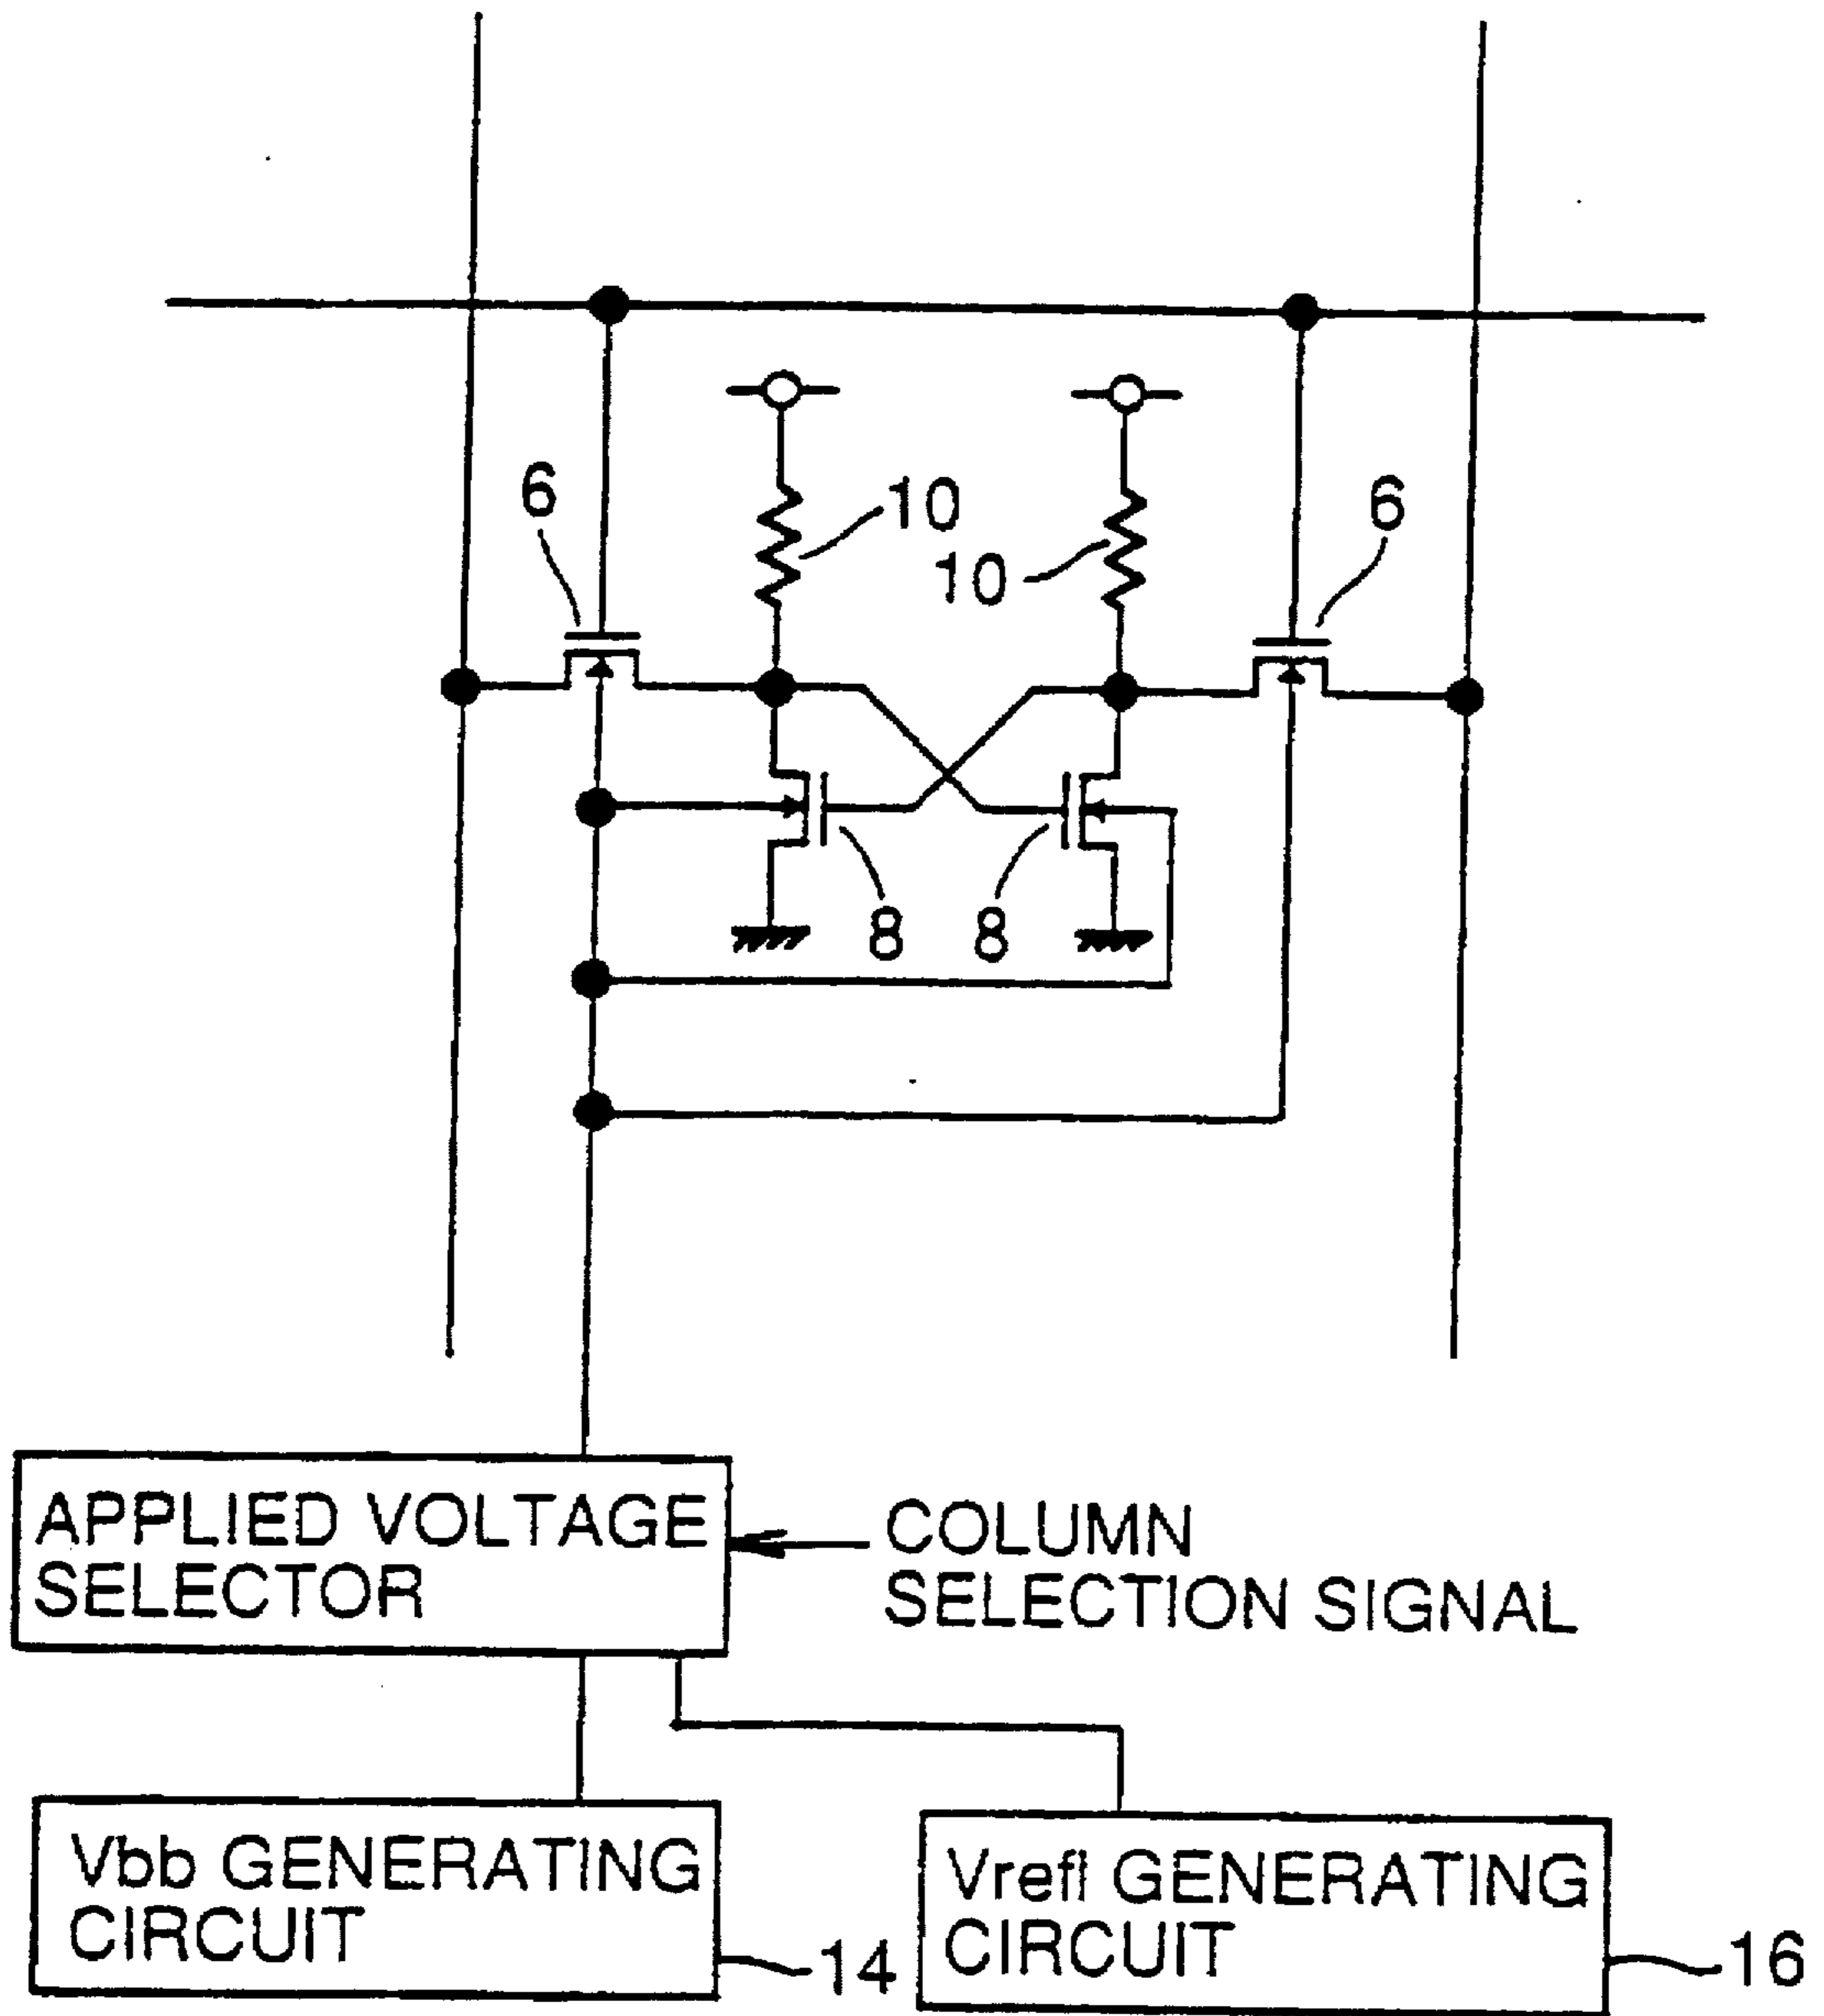 6
10
10
6
8
8
APPLIED VOLTAGE
SELECTOR
COLUMN
SELECTION SIGNAL
Vbb GENERATING
CIRCUIT
14
Vrefl GENERATING
CIRCUIT
16